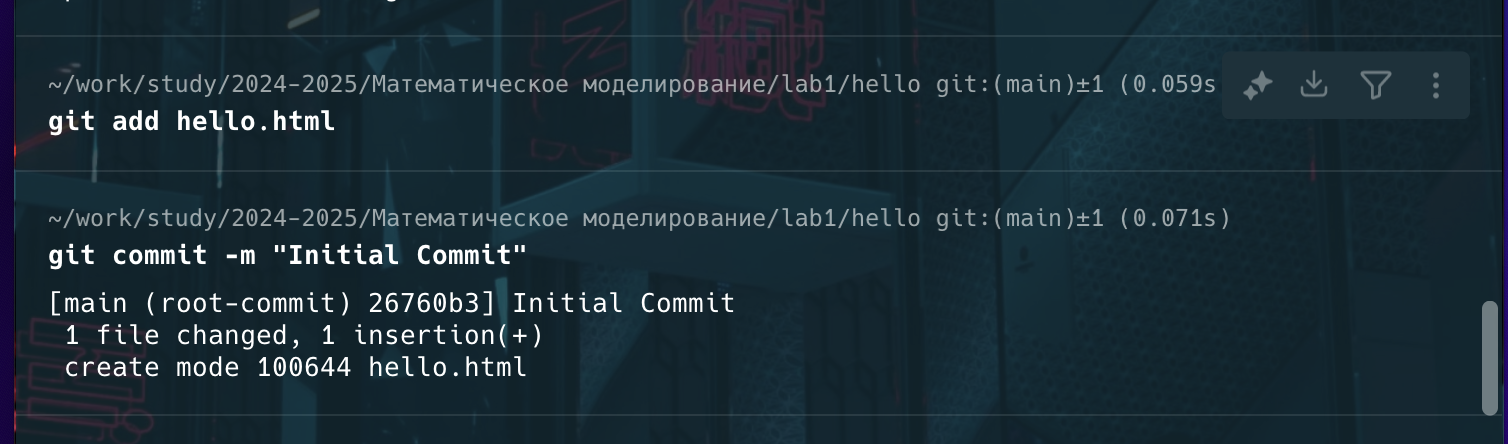 ~/work/study/2024-2025/Математическое моделирование/lab1/hello git:(main)±1 (0.059s
git add hello.html
~/work/study/2024-2025/Математическое моделирование/lab1/hello git:(main)±1 (0.071s)
git commit -m "Initial Commit"
[main (root-commit) 26760b3] Initial Commit
1 file changed, 1 insertion(+)
create mode 100644 hello.html